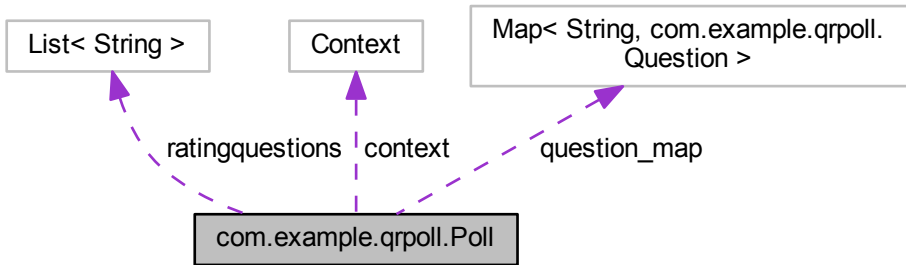 List< String >
Context
Map< String, com.example.qrpoll.
Question >
ratingquestions
context
question_map
com.example.qrpoll.Poll